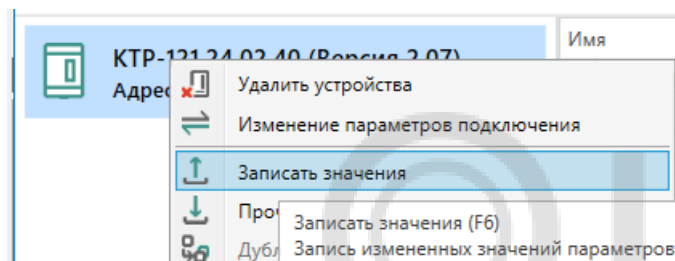 КТР-121.24.02.40 (Версия 2.07)
Имя
Адрес
Удалить устройства
Изменение параметров подключения
Записать значения
Записать значения (F6)
Запись измененных значений параметров